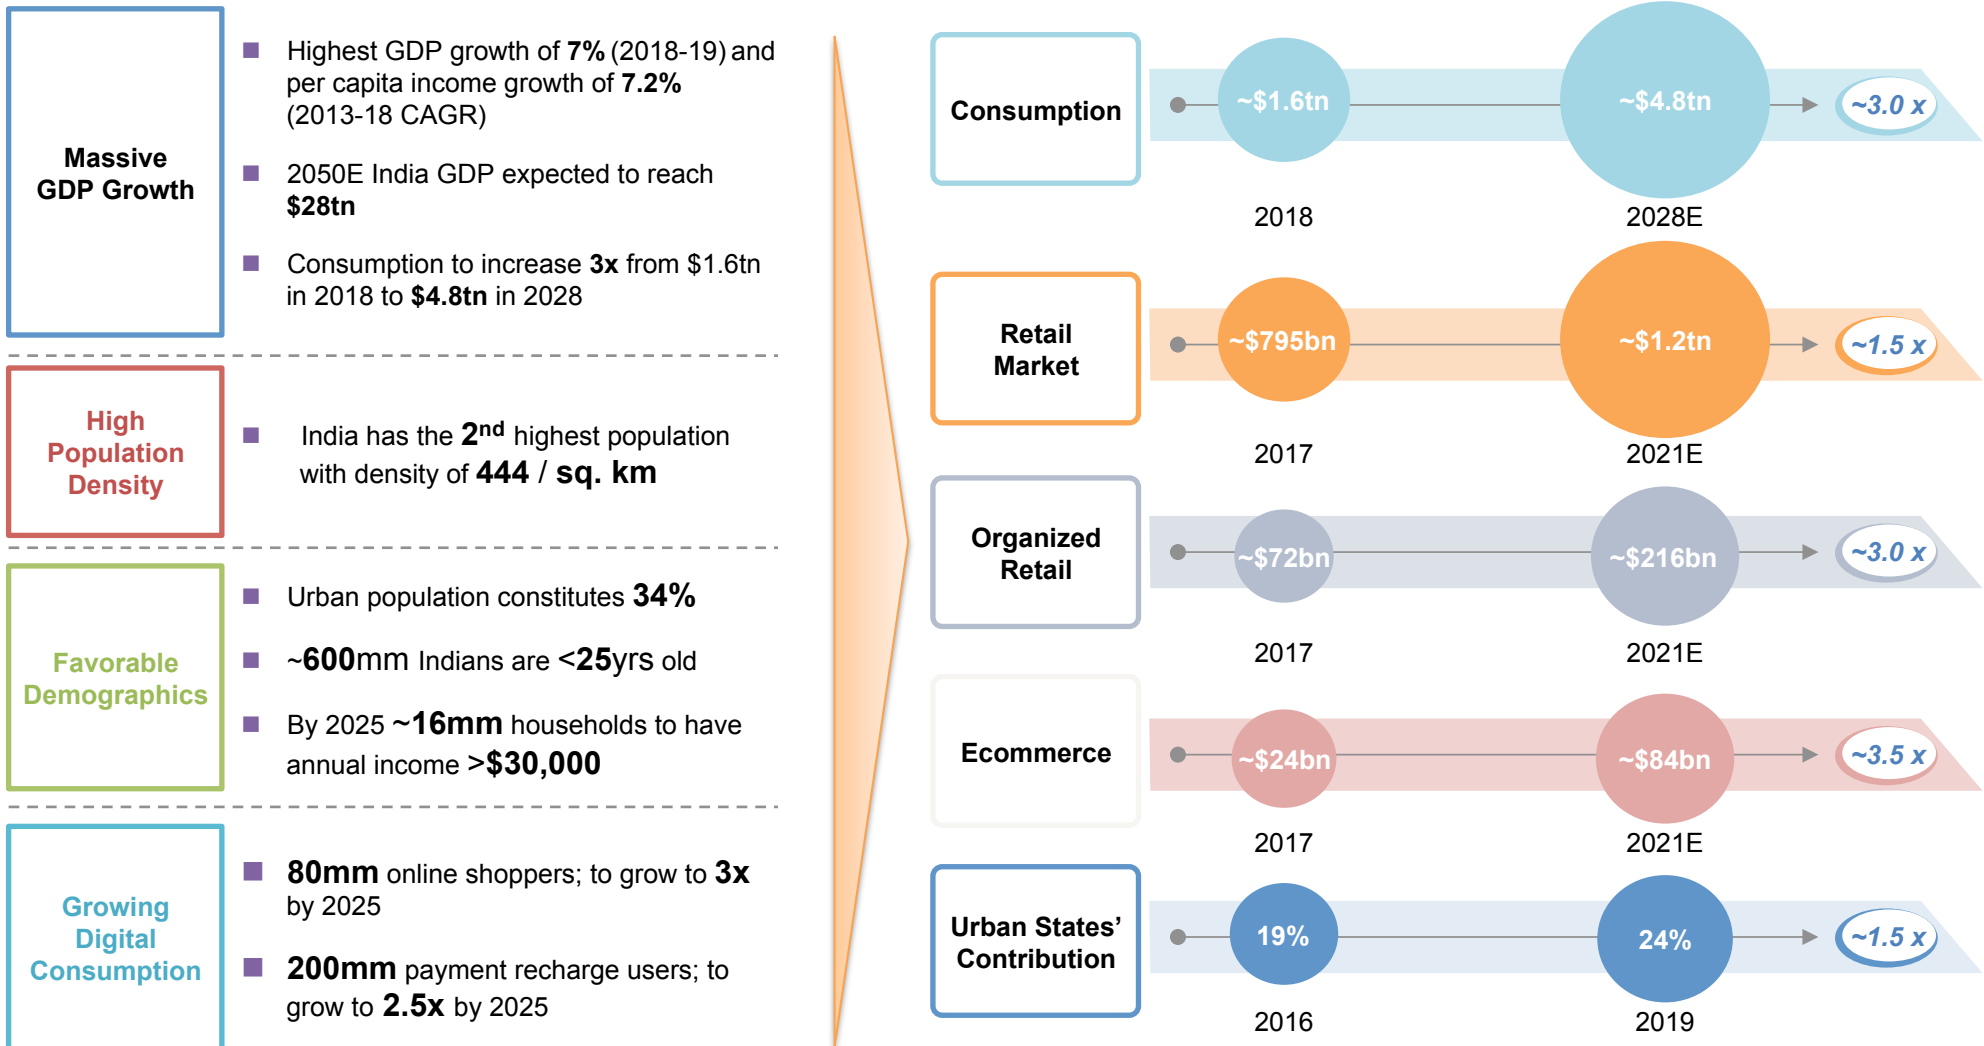 Massive
GDP Growth
Highest GDP growth of 7% (2018-19) and
per capita income growth of 7.2%
(2013-18 CAGR)
2050E India GDP expected to reach
$28tn
Consumption to increase 3x from $1.6tn
in 2018 to $4.8tn in 2028
High
Population
Density
India has the 2nd highest population
with density of 444 / sq. km
Favorable
Demographics
Urban population constitutes 34%
~600mm Indians are <25yrs old
By 2025 ~16mm households to have
annual income >$30,000
Growing
Digital
Consumption
80mm online shoppers; to grow to 3x
by 2025
200mm payment recharge users; to
grow to 2.5x by 2025
Consumption
~$1.6tn
~$4.8tn
~3.0 x
2018
2028E
Retail
Market
~$795bn
~$1.2tn
~1.5 x
2017
2021E
Organized
Retail
~$72bn
~$216bn
~3.0 x
2017
2021E
Ecommerce
~$24bn
~$84bn
~3.5 x
2017
2021E
Urban States’
Contribution
19%
24%
~1.5 x
2016
2019